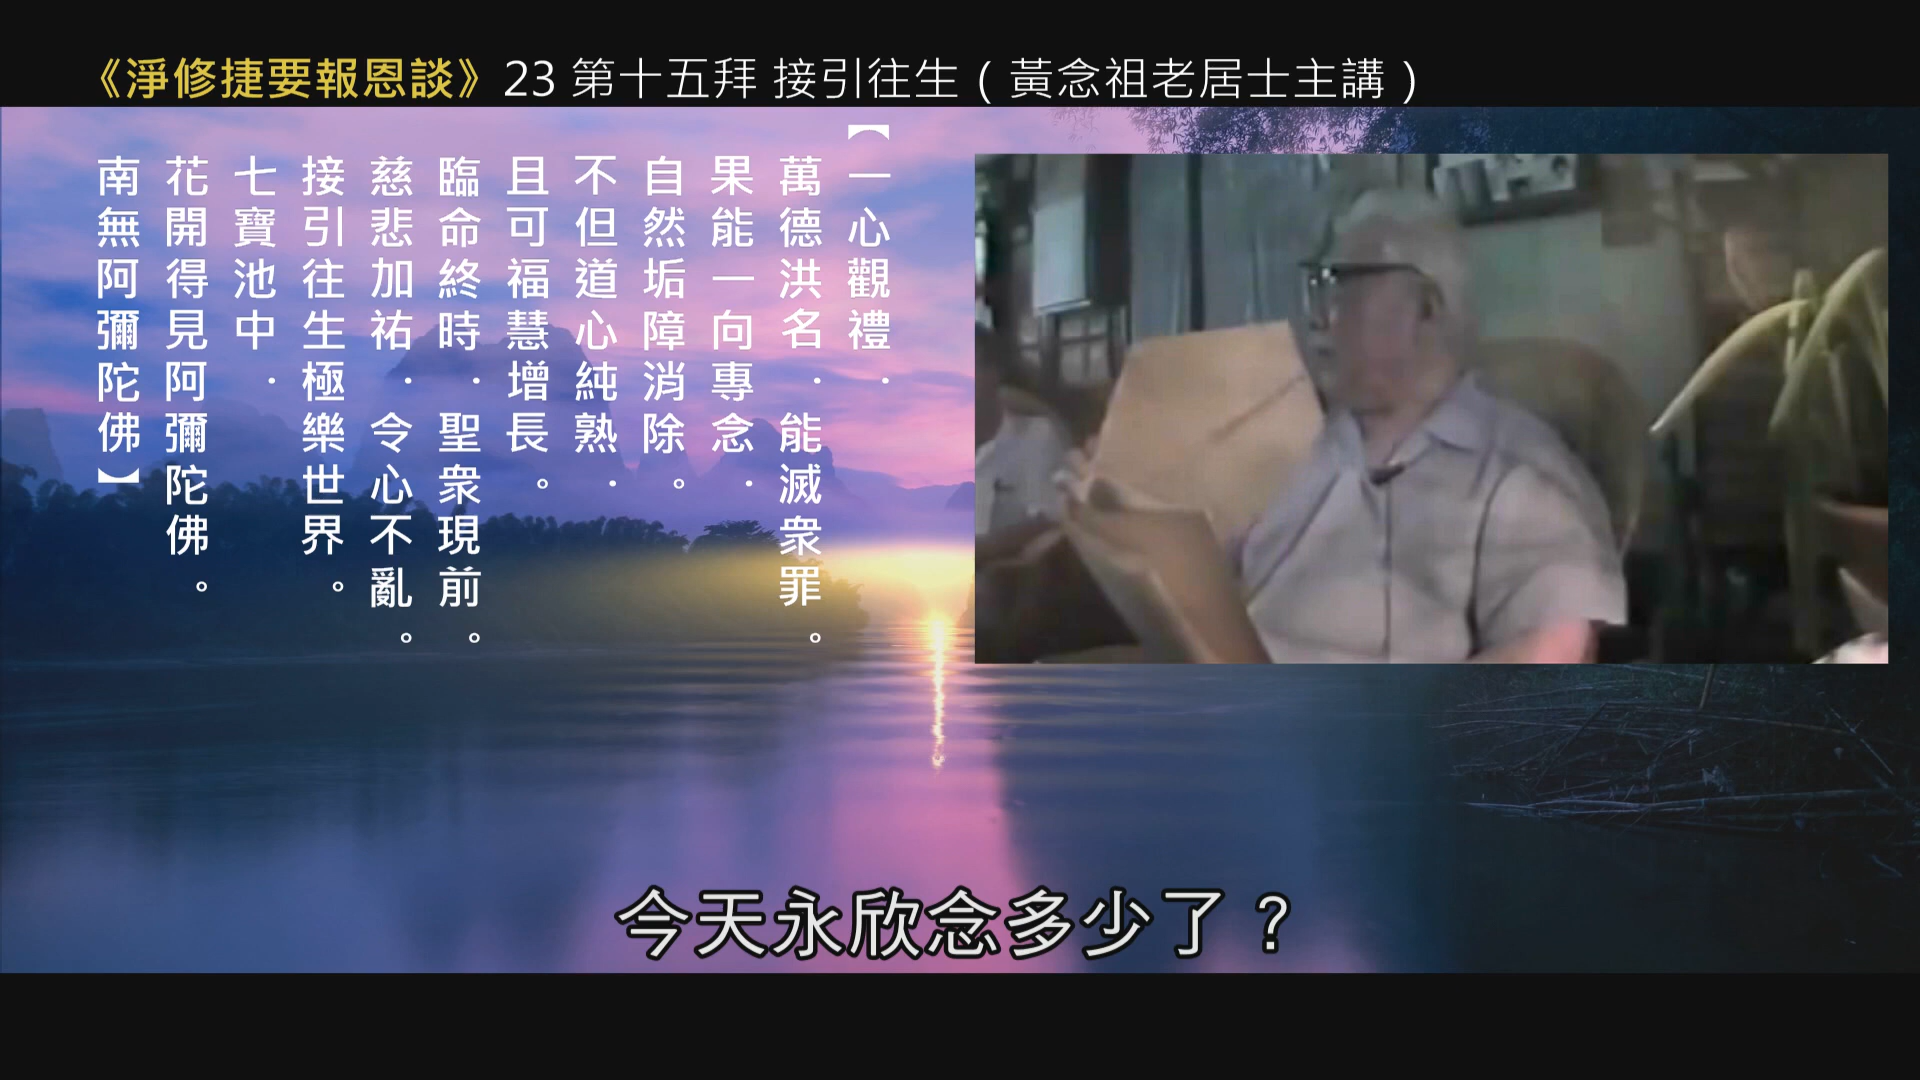 《淨修捷要報恩談》23 第十五拜 接引往生（黃念祖老居士主講）
【一心觀禮．
萬德洪名．能滅衆罪。
果能一向專念．
自然垢障消除。
不但道心純熟．
且可福慧增長。
臨命終時．聖衆現前。
慈悲加祐．令心不亂。
接引往生極樂世界。
七寶池中．
花開得見阿彌陀佛。
南無阿彌陀佛】
今天永欣念多少了？